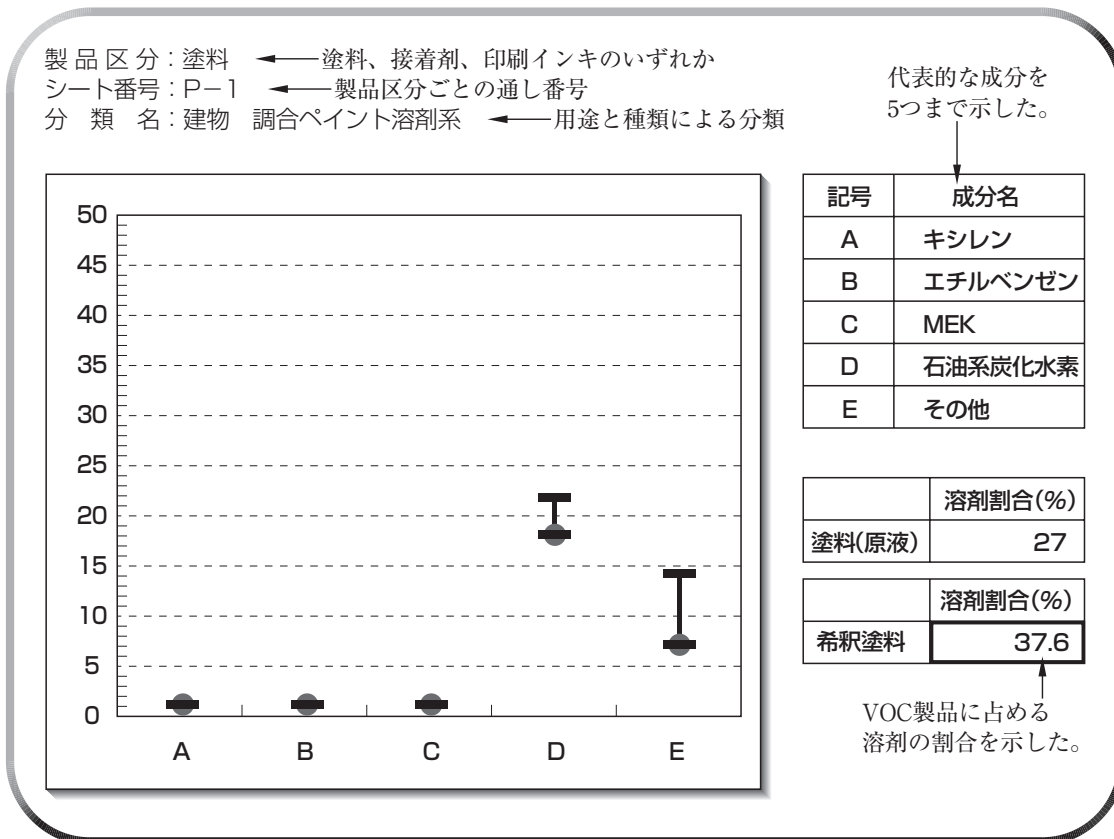 製品区分：塗料 塗料、接着剤、印刷インキのいずれか
シート番号：P−1 製品区分ごとの通し番号
分類名：建物 調合ペイント溶剤系 用途と種類による分類
代表的な成分を
5つまで示した。
50
45
40
35
30
25
20
15
10
5
0
A B C D E
記号 成分名
A キシレン
B エチルベンゼン
C MEK
D 石油系炭化水素
E その他
溶剤割合(%)
塗料(原液) 27
溶剤割合(%)
希釈塗料 37.6
VOC製品に占める
溶剤の割合を示した。